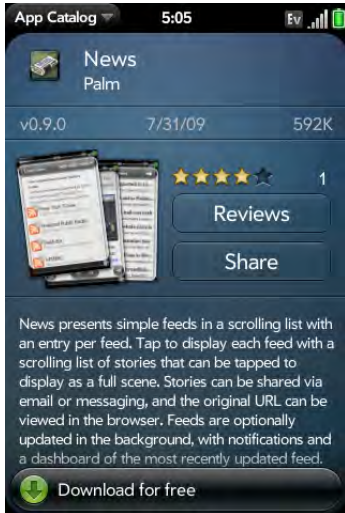 App Catalog 5:05 Ev
News
Palm
v0.9.0 7/31/09 592K
1
Reviews
Share
News presents simple feeds in a scrolling list with
an entry per feed. Tap to display each feed with a
scrolling list of stories that can be tapped to
display as a full scene. Stories can be shared via
email or messaging, and the original URL can be
viewed in the browser. Feeds are optionally
updated in the background, with notifications and
a dashboard of the most recently updated feed.
Download for free